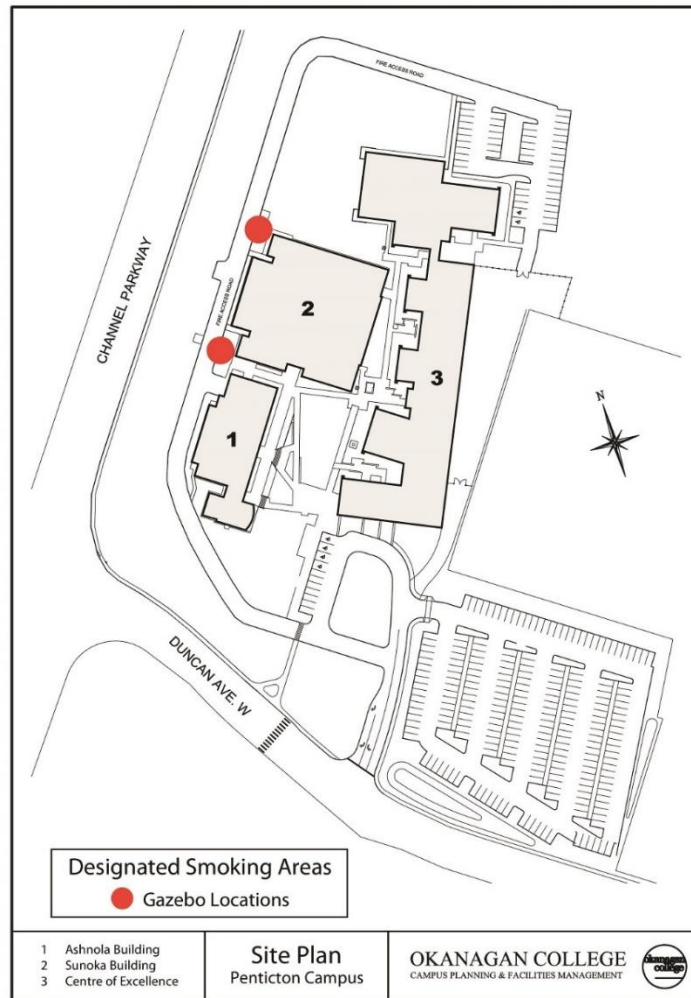 FIRE ACCESS ROAD
CHANNEL PARKWAY
FIRE ACCESS ROAD
2
3
1
N
DUNCAN AVE. W
Designated Smoking Areas
Gazebo Locations
1 Ashnola Building
2 Sunoka Building
3 Centre of Excellence
Site Plan
Penticton Campus
OKANAGAN COLLEGE
CAMPUS PLANNING & FACILITIES MANAGEMENT
okanagan
college